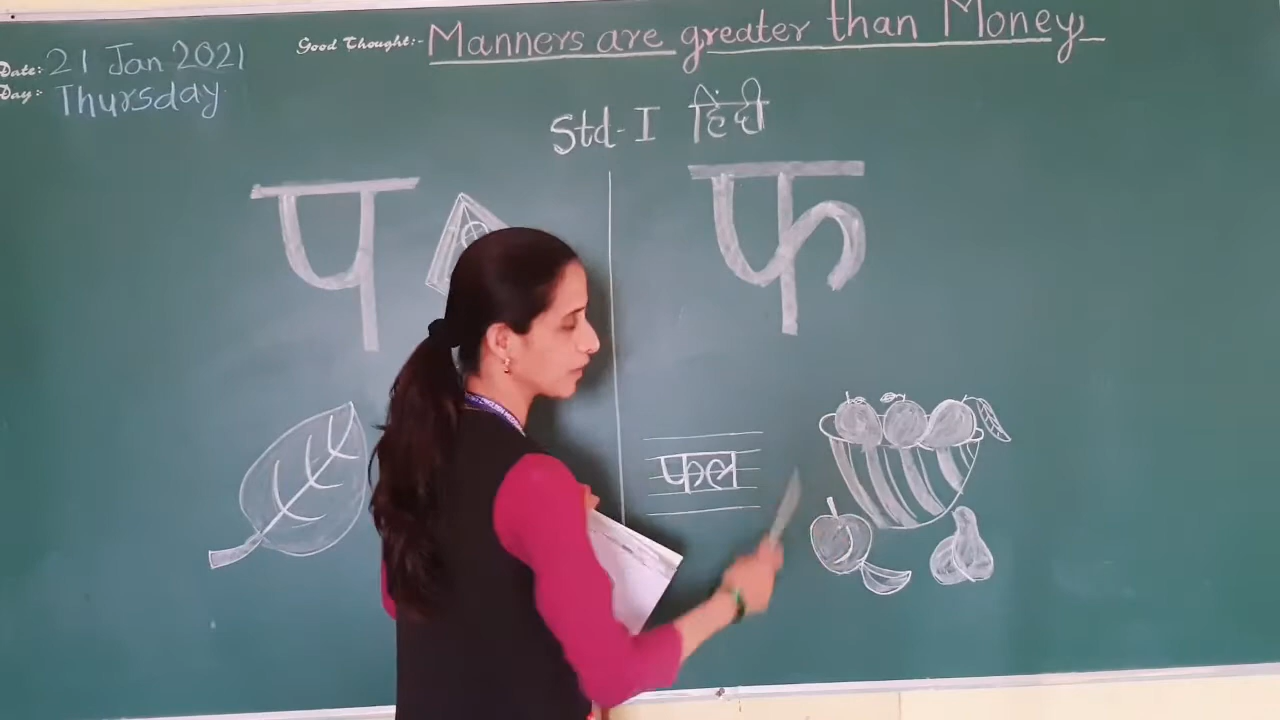 Good Thought:- Manners are greater than Money
Date:- 21 Jan 2021
Day:- Thursday
Std-I हिंदी
प
फ
फल